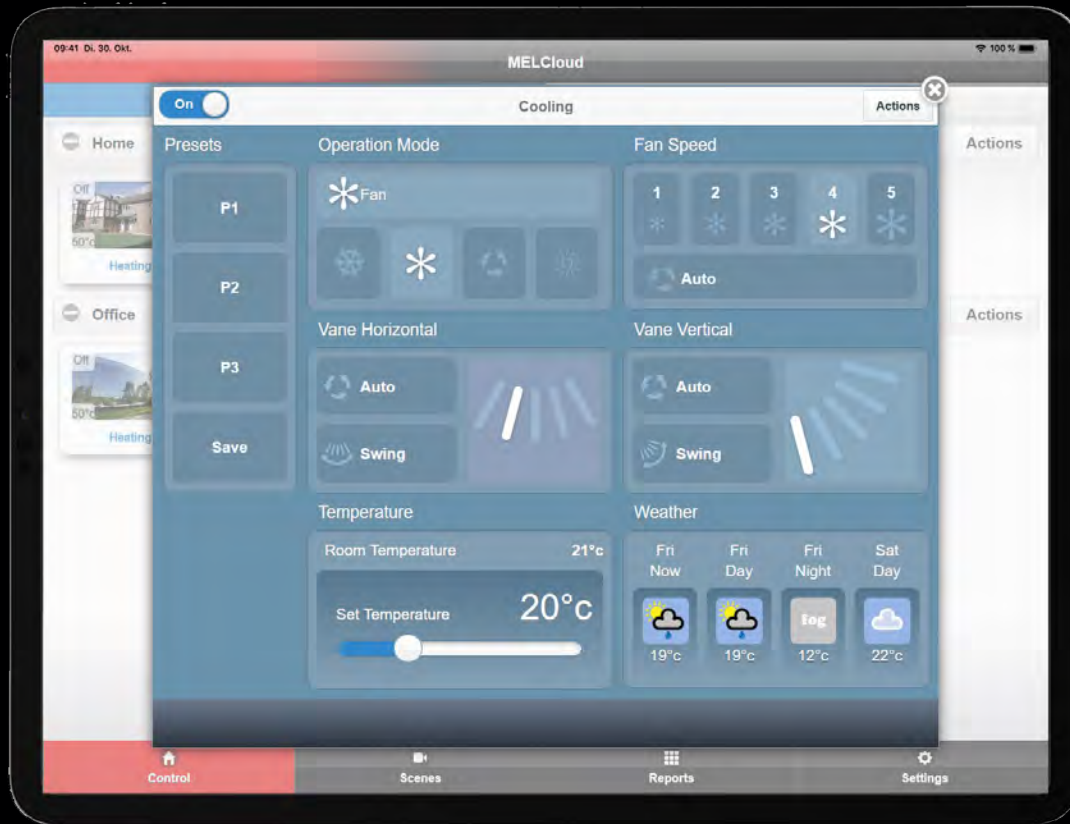 09:41 Di. 30. Okt.
100 %
MELCloud
On
Cooling
Actions
Home
Presets
Operation Mode
Fan Speed
Actions
Off
50°c
Heating
P1
P2
P3
Save
Fan
1 2 3 4 5
Auto
Office
Actions
Off
50°c
Heating
Vane Horizontal
Auto
Swing
Vane Vertical
Auto
Swing
Temperature
Room Temperature 21°c
Set Temperature 20°c
Weather
Fri Fri Fri Sat
Now Day Night Day
fog
19°c 19°c 12°c 22°c
Control Scenes Reports Settings